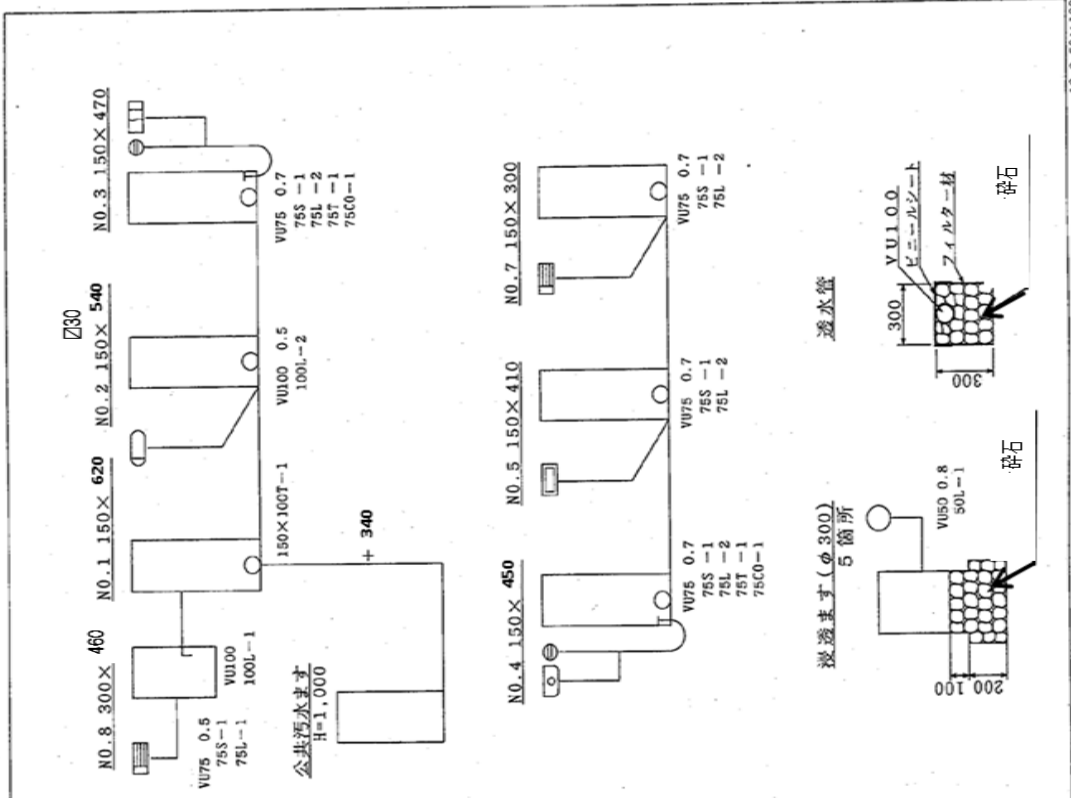 NO.8 300×460
NO.1 150×620
⍁30
NO.2 150×540
NO.3 150×470
VU75 0.5
75S-1
75L-1
VU100
100L-1
150×100T-1
VU100 0.5
100L-2
VU75 0.7
75S-1
75L-2
75T-1
75CO-1
公共汚水ます
H=1,000
+340
NO.4 150×450
NO.5 150×410
NO.7 150×300
VU75 0.7
75S-1
75L-2
75T-1
75CO-1
VU75 0.7
75S-1
75L-2
VU75 0.7
75S-1
75L-2
浸透ます(φ300)
5箇所
VU50 0.8
50L-1
100
200
砕石
透水管
300
300
VU100
ビニールシート
フィルター材
砕石